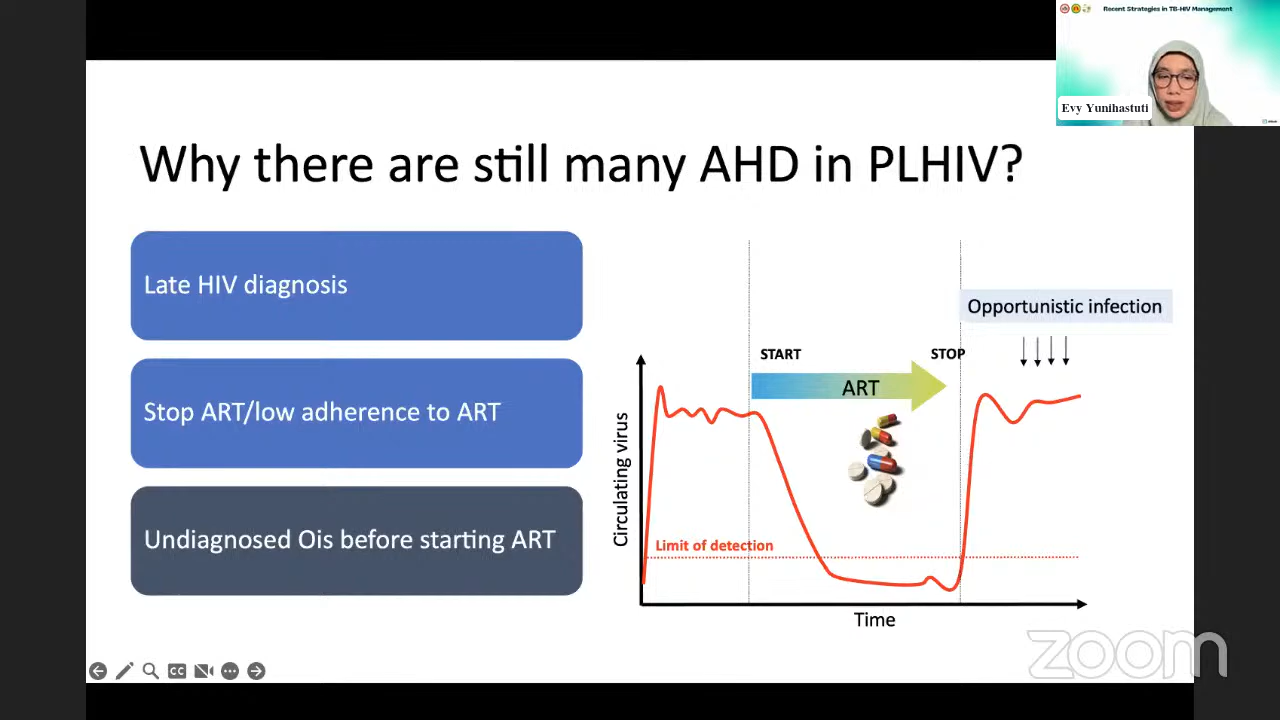 Recent Strategies in TB-HIV Management
Evy Yunihastuti
Why there are still many AHD in PLHIV?
Late HIV diagnosis
Stop ART/low adherence to ART
Undiagnosed Ois before starting ART
Opportunistic infection
START
STOP
ART
Circulating virus
Limit of detection
Time
CC
zoom